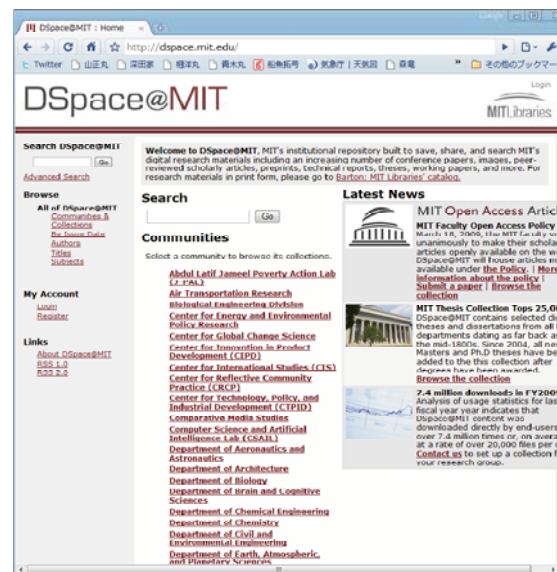 DSpace@MIT : Home
http://dspace.mit.edu/
Twitter 山正丸 深田家 相洋丸 青木丸 船魚拓号 気象庁 | 天気図 森竜 » その他のブックマー
DSpace@MIT
Login
MITLibraries
Search DSpace@MIT
Go
Advanced Search
Browse
All of DSpace@MIT
Communities &
Collections
By Issue Date
Authors
Titles
Subjects
My Account
Login
Register
Links
About DSpace@MIT
RSS 1.0
RSS 2.0
Welcome to DSpace@MIT, MIT's institutional repository built to save, share, and search MIT's
digital research materials including an increasing number of conference papers, images, peer-
reviewed scholarly articles, preprints, technical reports, theses, working papers, and more. For
research materials in print form, please go to Barton: MIT Libraries' catalog.
Search
Go
Communities
Select a community to browse its collections.
Abdul Latif Jameel Poverty Action Lab
(J-PAL)
Air Transportation Research
Biological Engineering Division
Center for Energy and Environmental
Policy Research
Center for Global Change Science
Center for Innovation in Product
Development (CIPD)
Center for International Studies (CIS)
Center for Reflective Community
Practice (CRCP)
Center for Technology, Policy, and
Industrial Development (CTPID)
Comparative Media Studies
Computer Science and Artificial
Intelligence Lab (CSAIL)
Department of Aeronautics and
Astronautics
Department of Architecture
Department of Biology
Department of Brain and Cognitive
Sciences
Department of Chemical Engineering
Department of Chemistry
Department of Civil and
Environmental Engineering
Department of Earth, Atmospheric,
and Planetary Sciences
Latest News
MIT Open Access Artic
MIT Faculty Open Access Policy
March 18, 2009, the MIT faculty v
unanimously to make their schola
articles openly available on the w
DSpace@MIT will house articles m
available under the Policy. | More
information about the policy |
Submit a paper | Browse the
collection
MIT Thesis Collection Tops 25,00
DSpace@MIT contains selected di
theses and dissertations from all
departments dating as far back as
the mid-1800s. Since 2004, all ne
Masters and Ph.D theses have be
added to the this collection after
degrees have been awarded.
Browse the collection
7.4 million downloads in FY2009
Analysis of usage statistics for las
fiscal year year indicates that
DSpace@MIT content was
downloaded directly by end-users
over 7.4 million times or, on avera
at a rate of over 20,000 files per
Contact us to set up a collection f
your research group.